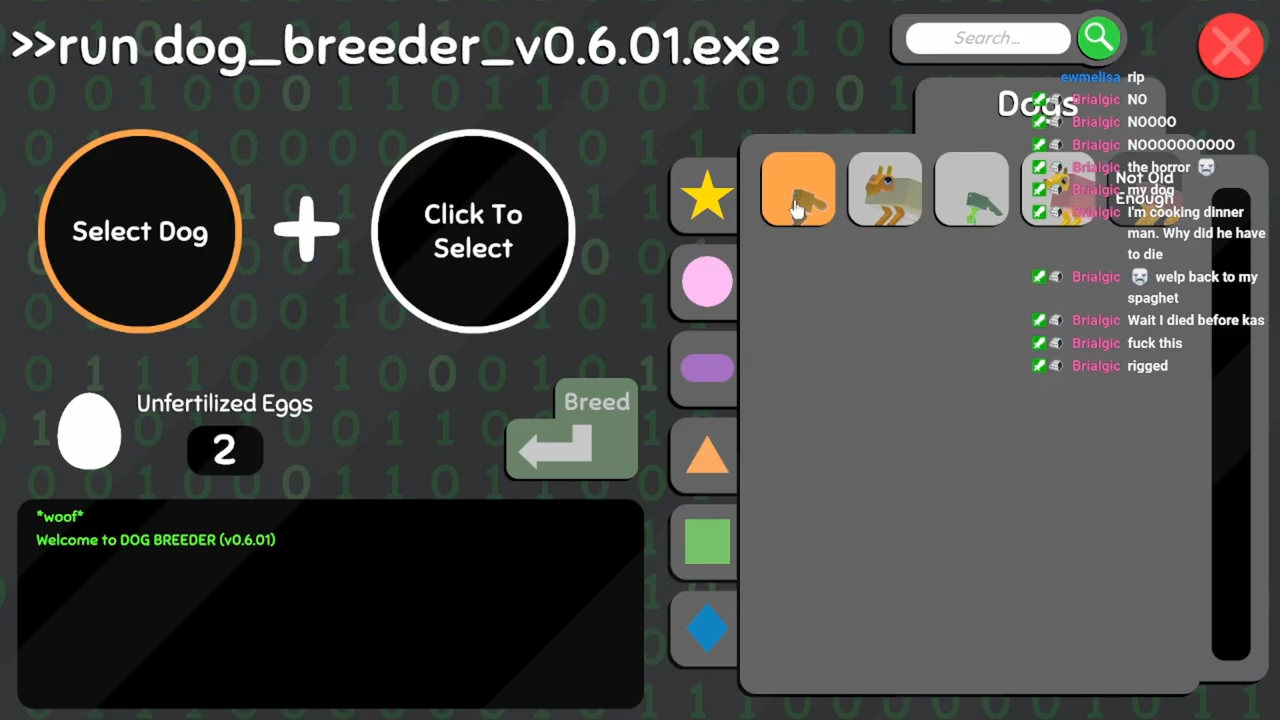 >>run dog_breeder_v0.6.01.exe
Search...
Dogs
Select Dog
Click To
Select
Not Old
Enough
Unfertilized Eggs
2
Breed
*woof*
Welcome to DOG BREEDER (v0.6.01)
ewmelisa rip
Brialgic NO
Brialgic NOOOO
Brialgic NOOOOOOOOOO
Brialgic the horror
Brialgic my dog
Brialgic I'm cooking dinner
man. Why did he have
to die
Brialgic welp back to my
spaghet
Brialgic Wait I died before kas
Brialgic fuck this
Brialgic rigged